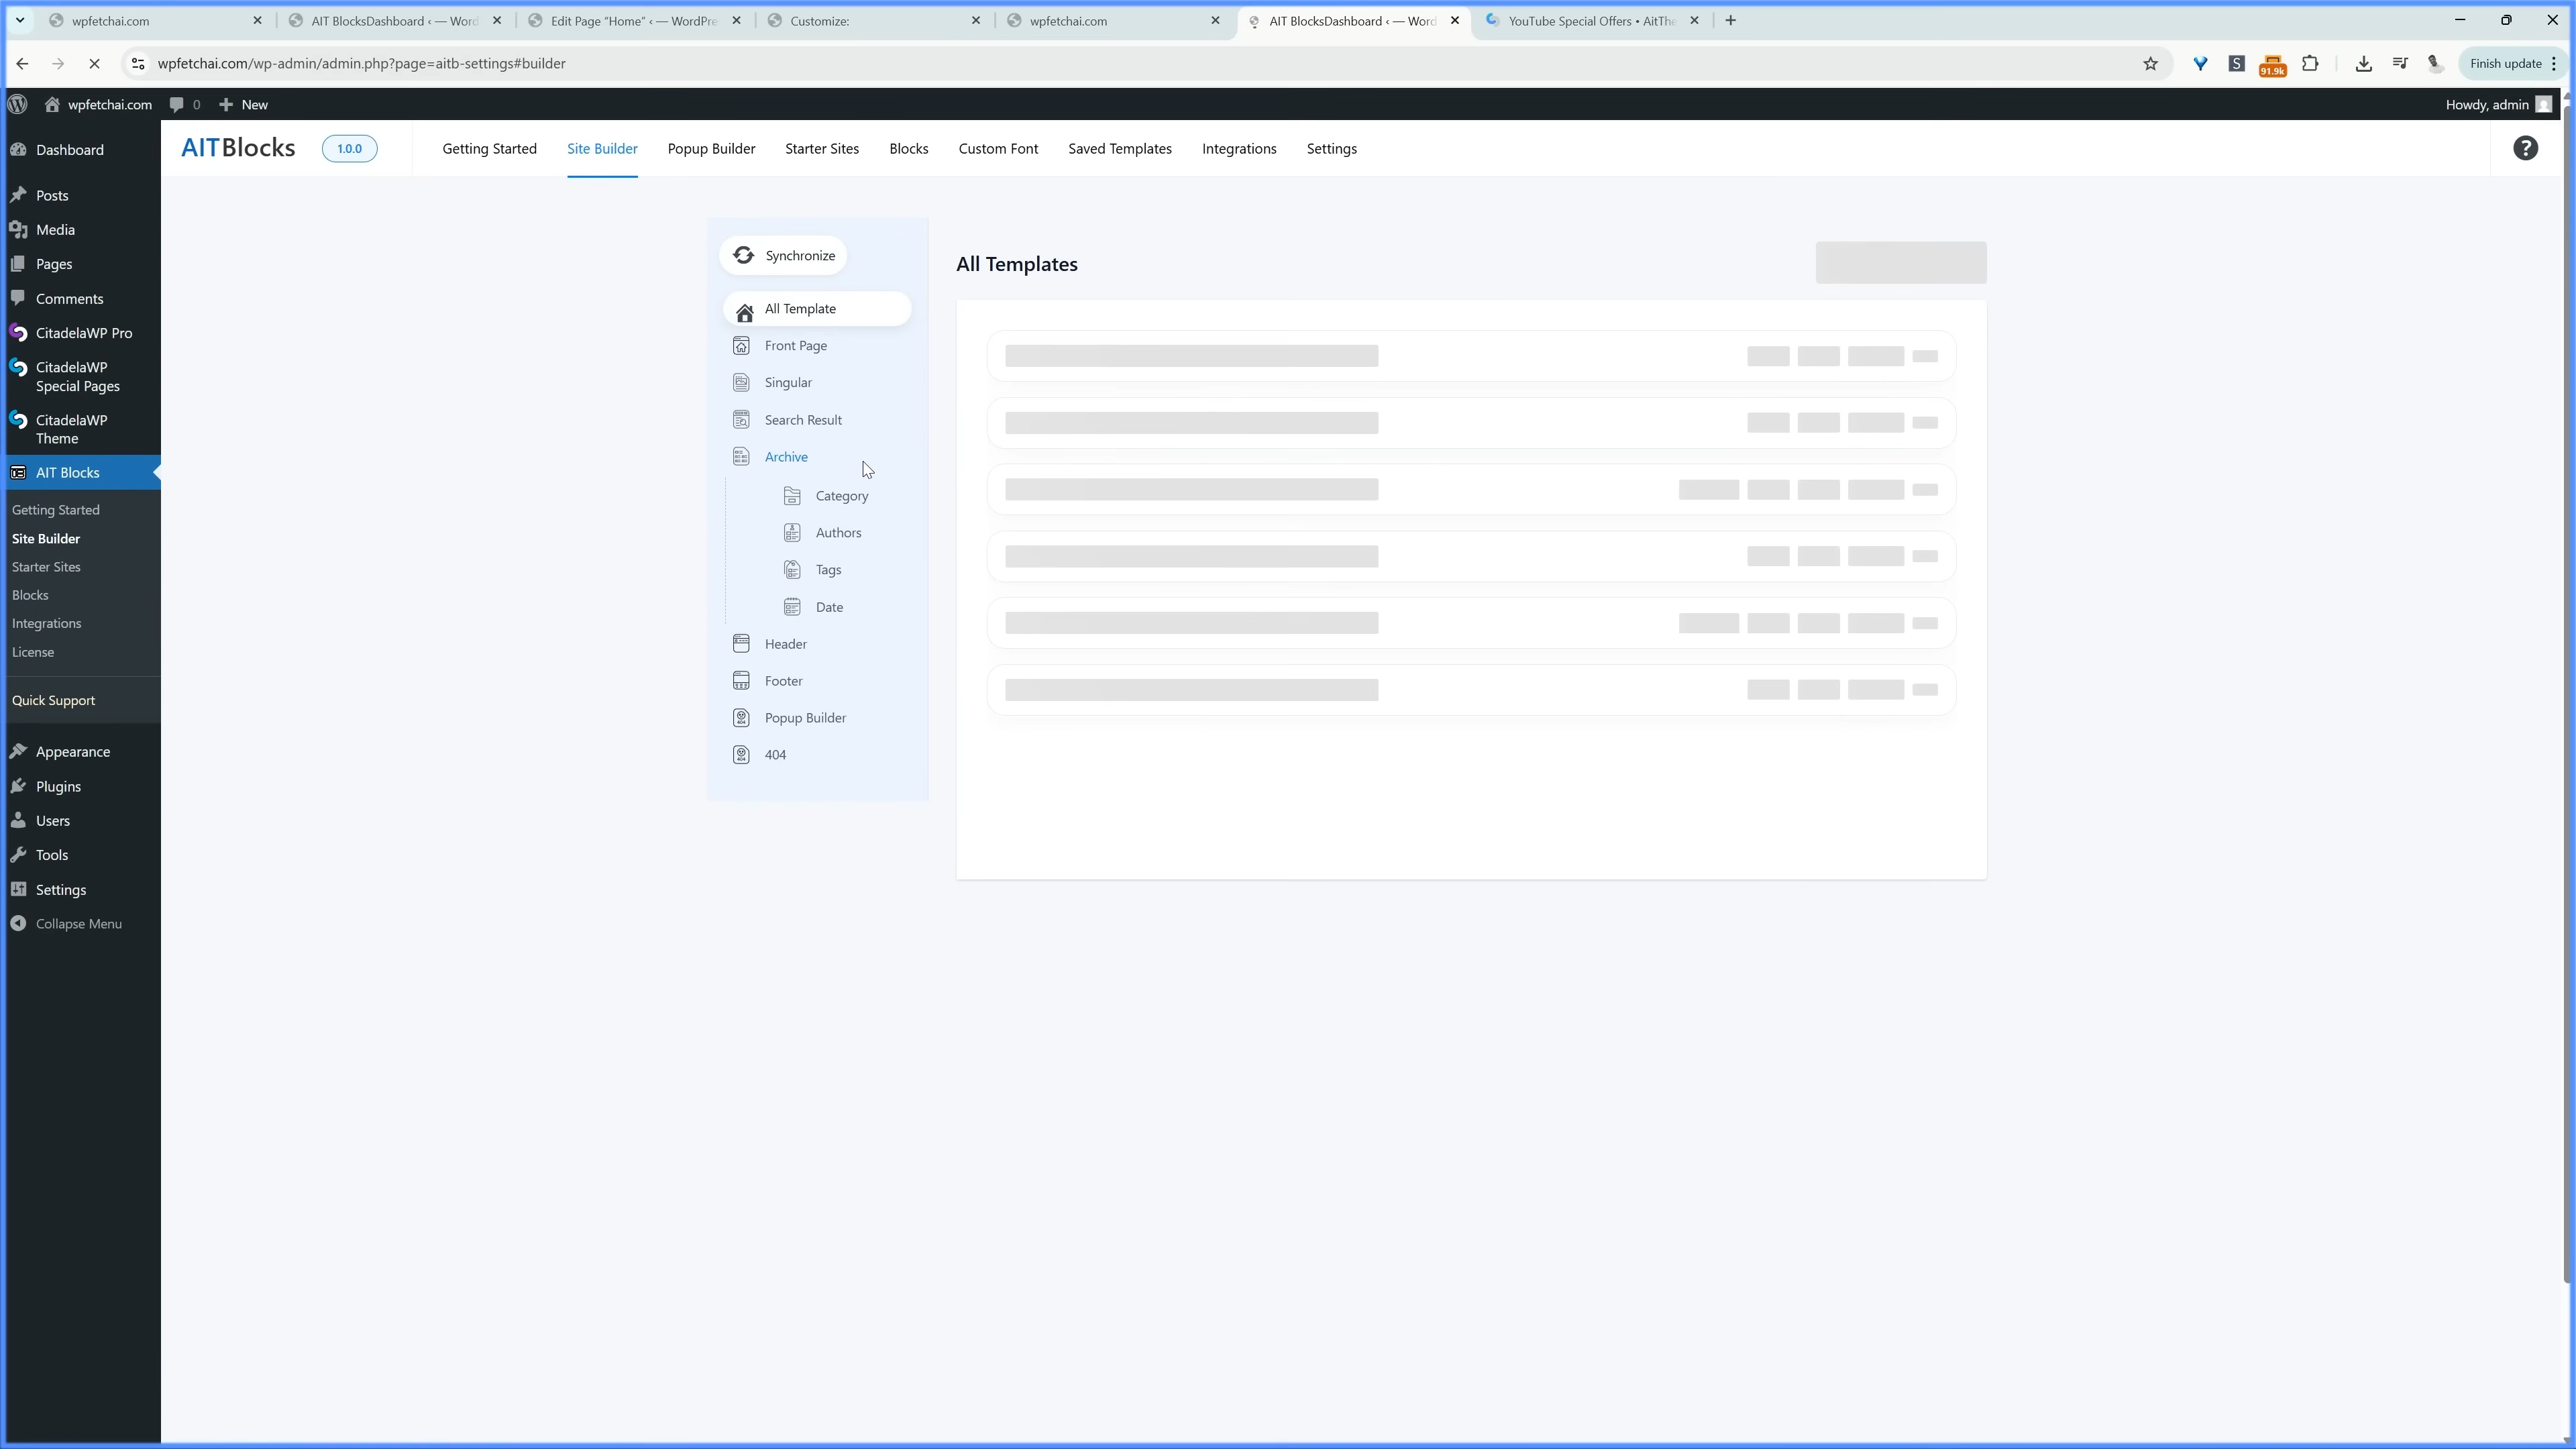 wpfetchai.com
AIT BlocksDashboard ‹ — Word
Edit Page “Home” ‹ — WordPre
Customize:
wpfetchai.com
AIT BlocksDashboard ‹ — Word
YouTube Special Offers • AitThe
wpfetchai.com/wp-admin/admin.php?page=aitb-settings#builder
S
91.9k
Finish update
wpfetchai.com
0
New
Howdy, admin
AITBlocks
1.0.0
Getting Started
Site Builder
Popup Builder
Starter Sites
Blocks
Custom Font
Saved Templates
Integrations
Settings
?
Dashboard
Posts
Media
Pages
Comments
CitadelaWP Pro
CitadelaWP
Special Pages
CitadelaWP
Theme
AIT Blocks
Getting Started
Site Builder
Starter Sites
Blocks
Integrations
License
Quick Support
Appearance
Plugins
Users
Tools
Settings
Collapse Menu
Synchronize
All Template
Front Page
Singular
Search Result
Archive
Category
Authors
Tags
Date
Header
Footer
Popup Builder
404
All Templates